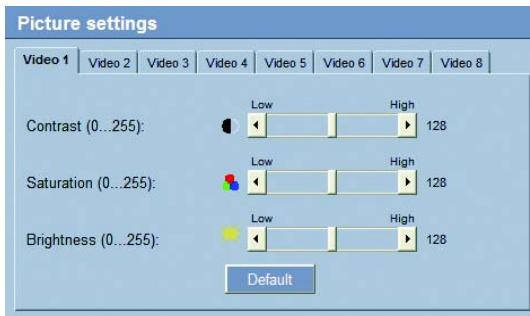 Picture settings
Video 1 Video 2 Video 3 Video 4 Video 5 Video 6 Video 7 Video 8
Low High
Contrast (0...255): 128
Low High
Saturation (0...255): 128
Low High
Brightness (0...255): 128
Default